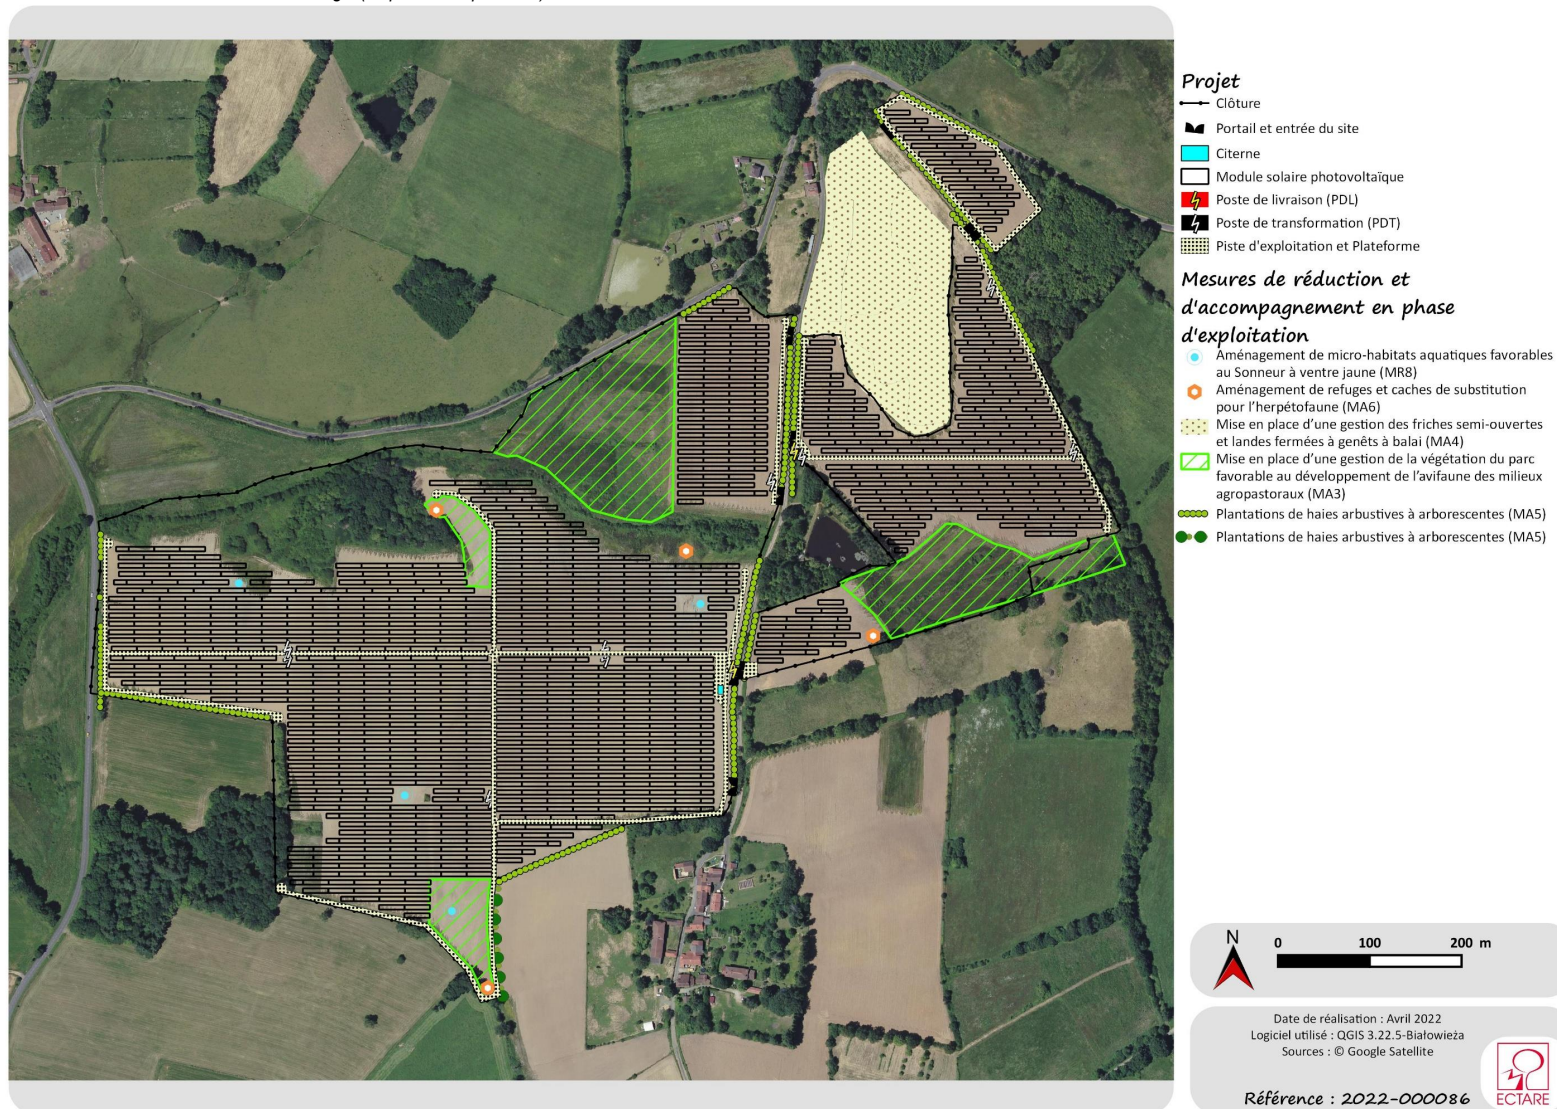 Projet
Clôture
Portail et entrée du site
Citerne
Module solaire photovoltaïque
Poste de livraison (PDL)
Poste de transformation (PDT)
Piste d'exploitation et Plateforme
Mesures de réduction et
d'accompagnement en phase
d'exploitation
Aménagement de micro-habitats aquatiques favorables
au Sonneur à ventre jaune (MR8)
Aménagement de refuges et caches de substitution
pour l'herpétofaune (MA6)
Mise en place d'une gestion des friches semi-ouvertes
et landes fermées à genêts à balai (MA4)
Mise en place d'une gestion de la végétation du parc
favorable au développement de l'avifaune des milieux
agropastoraux (MA3)
Plantations de haies arbustives à arborescentes (MA5)
Plantations de haies arbustives à arborescentes (MA5)
N
0 100 200 m
Date de réalisation : Avril 2022
Logiciel utilisé : QGIS 3.22.5-Białowieża
Sources : © Google Satellite
Référence : 2022-000086
ECTARE